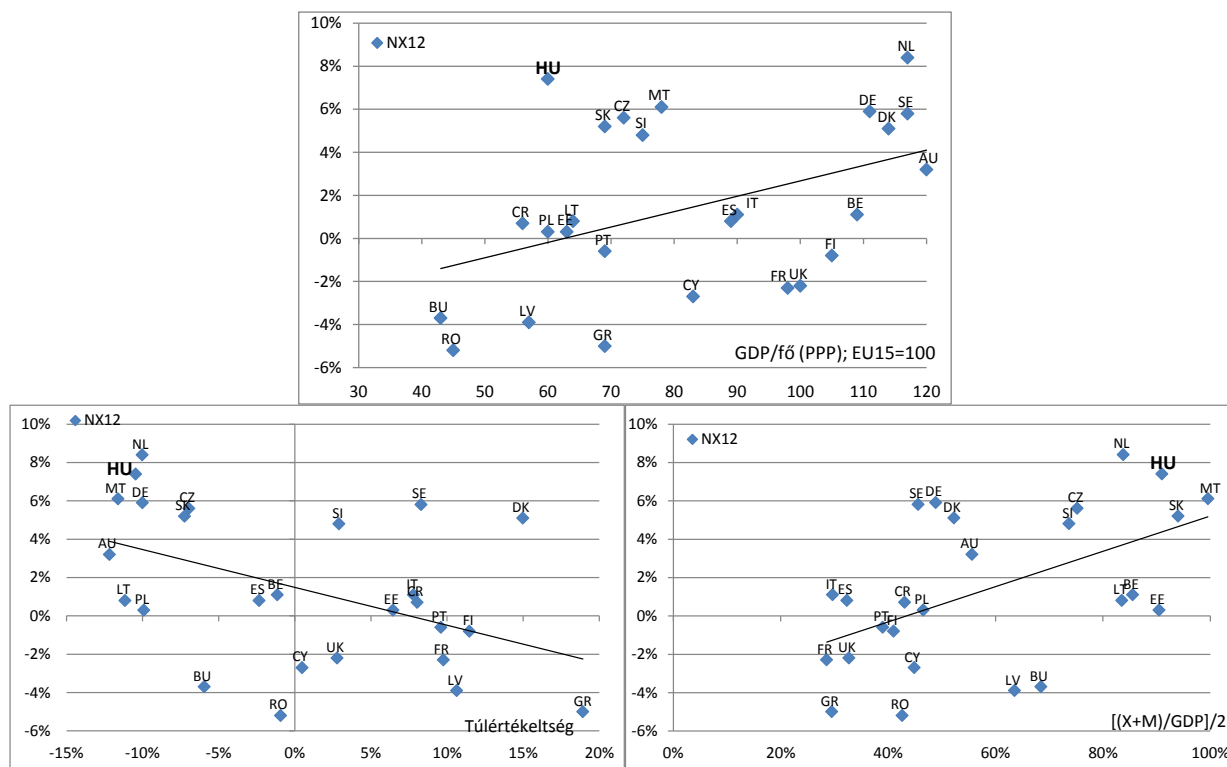 10%
8%
6%
4%
2%
0%
-2%
-4%
-6%
NX12
NL
HU
MT
DE
SE
CZ
SK
DK
SI
AU
LT
CR
PL
EE
ES
IT
BE
PT
FI
CY
FR
UK
BU
LV
GR
RO
GDP/fő (PPP); EU15=100
30 40 50 60 70 80 90 100 110 120
10%
8%
6%
4%
2%
0%
-2%
-4%
-6%
NX12
NL
HU
MT
DE
CZ
SE
SK
DK
SI
AU
LT
PL
ES
BE
IT
CR
EE
PT
FI
UK
FR
CY
BU
LV
RO
GR
Túlértékeltség
-15% -10% -5% 0% 5% 10% 15% 20%
10%
8%
6%
4%
2%
0%
-2%
-4%
-6%
NX12
NL
HU
MT
SE
DE
CZ
SK
DK
SI
AU
IT
ES
CR
PL
LT
BE
EE
PT
FI
FR
UK
CY
LV
BU
GR
RO
[(X+M)/GDP]/2
0% 20% 40% 60% 80% 100%